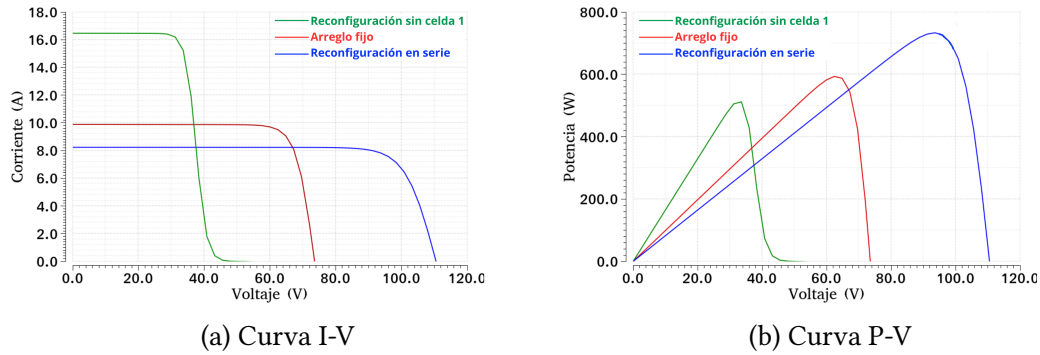 18.0
16.0
14.0
12.0
10.0
8.0
6.0
4.0
2.0
0.0
Corriente (A)
Reconfiguración sin celda 1
Arreglo fijo
Reconfiguración en serie
0.0 20.0 40.0 60.0 80.0 100.0 120.0
Voltaje (V)
(a) Curva I-V
800.0
600.0
400.0
200.0
0.0
Potencia (W)
Reconfiguración sin celda 1
Arreglo fijo
Reconfiguración en serie
0.0 20.0 40.0 60.0 80.0 100.0 120.0
Voltaje (V)
(b) Curva P-V